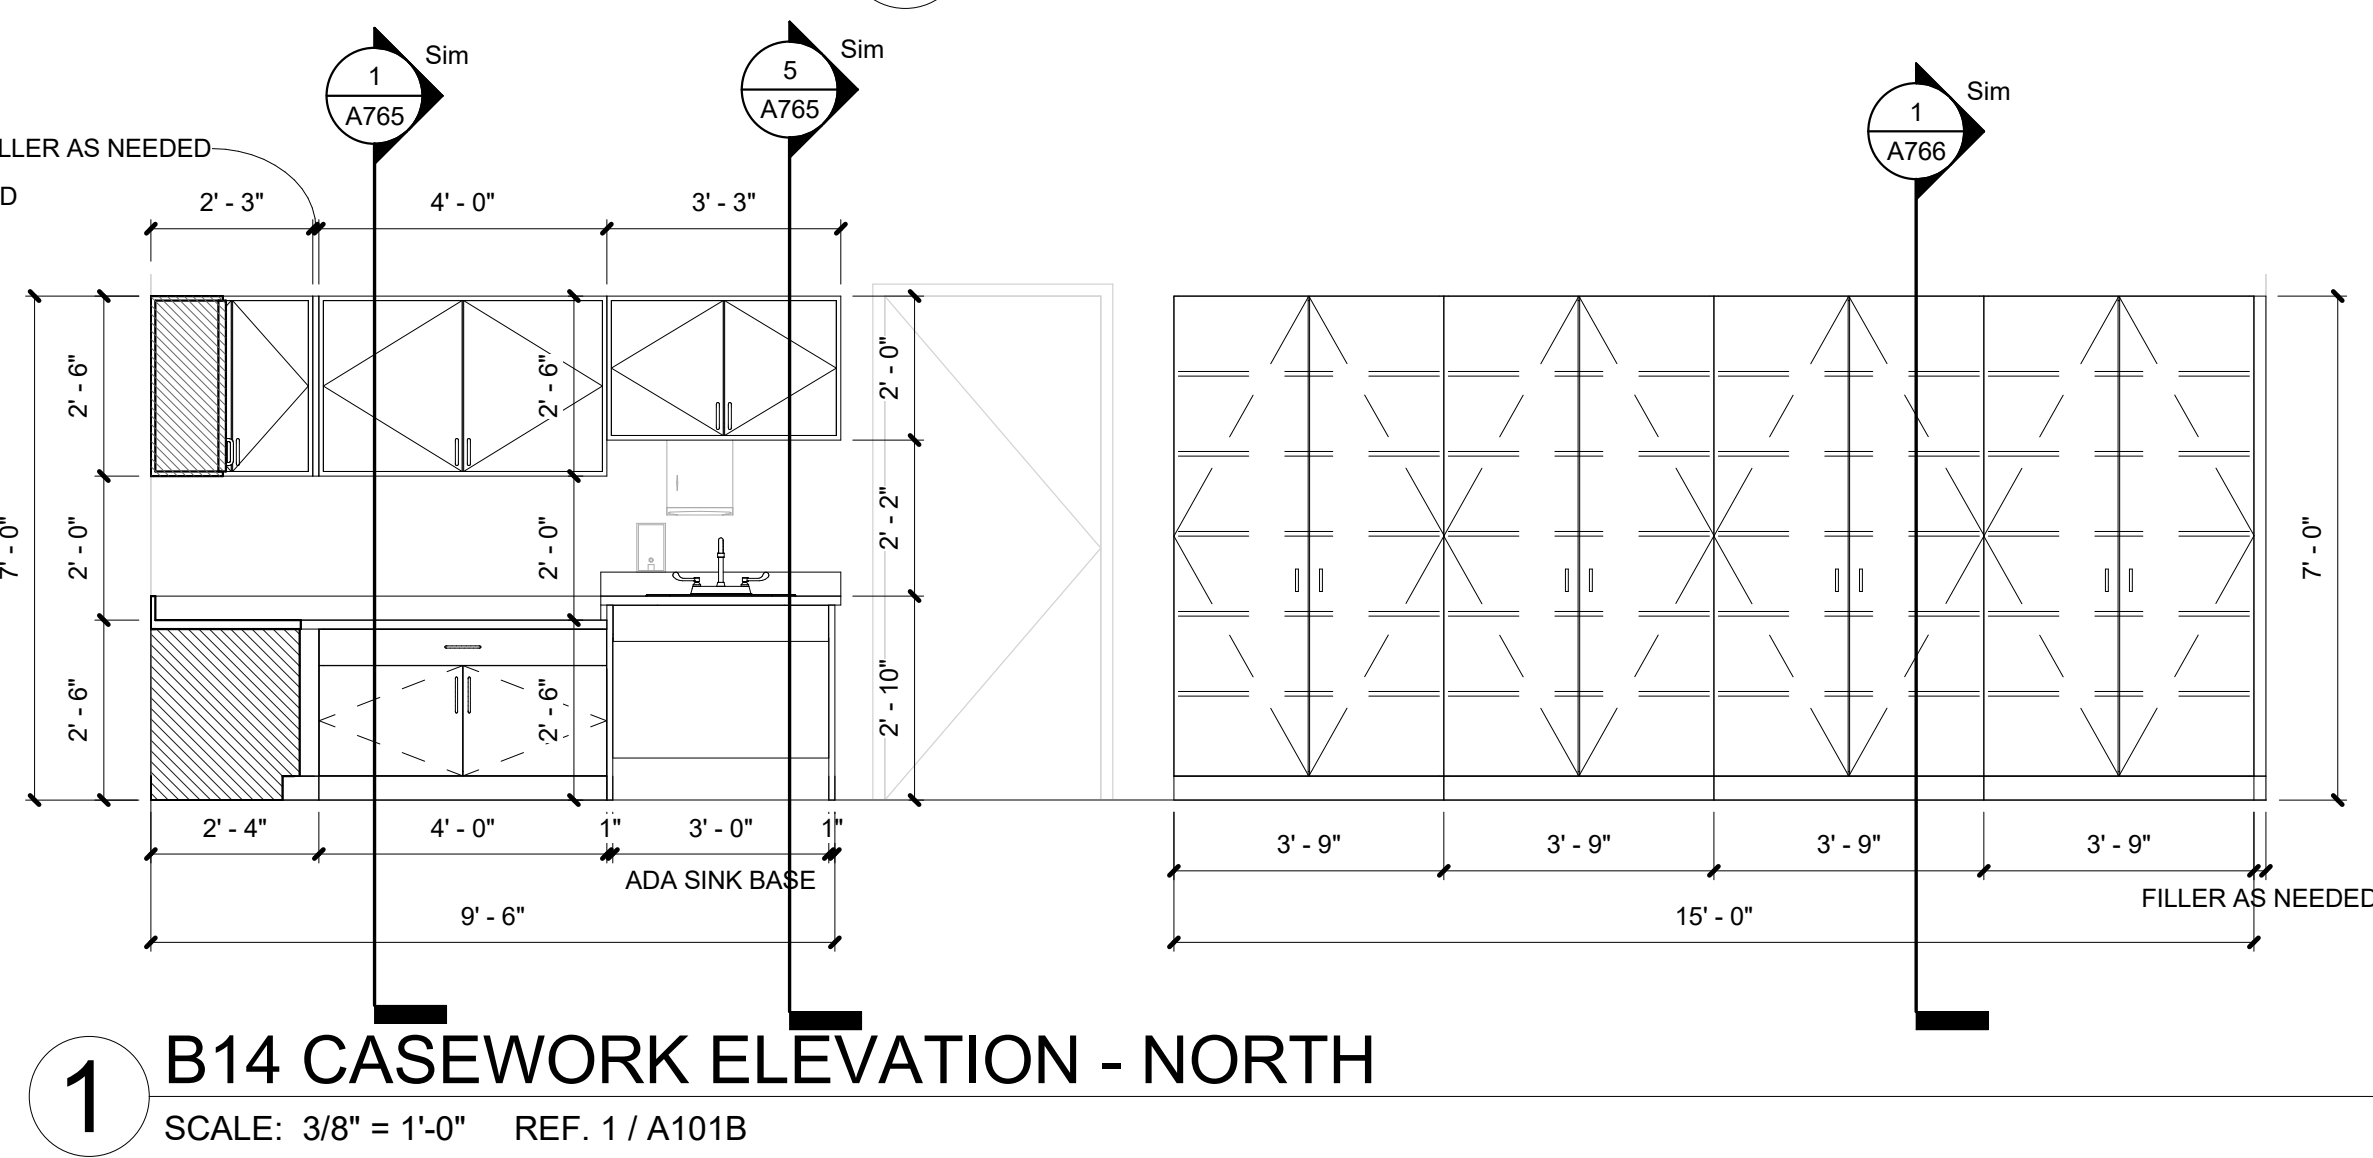 1
A765
Sim
5
A765
Sim
1
A766
Sim
LLER AS NEEDED
D
2' - 3"
4' - 0"
3' - 3"
7' - 0"
2' - 6"
2' - 0"
2' - 6"
2' - 6"
2' - 0"
2' - 6"
2' - 0"
2' - 2"
2' - 10"
7' - 0"
2' - 4"
4' - 0"
1"
3' - 0"
1"
ADA SINK BASE
9' - 6"
3' - 9"
3' - 9"
3' - 9"
3' - 9"
FILLER AS NEEDED
15' - 0"
1
B14 CASEWORK ELEVATION - NORTH
SCALE: 3/8" = 1'-0" REF. 1 / A101B